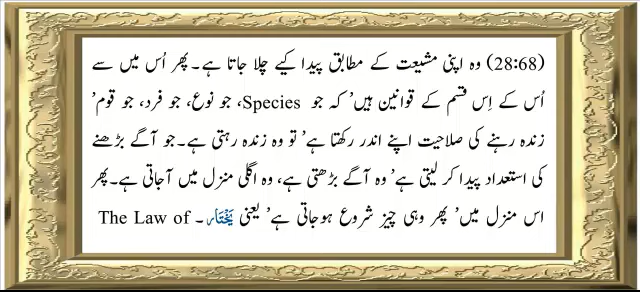 (28:68) وہ اپنی مشیعت کے مطابق پیدا کیے چلا جاتا ہے۔ پھر اُس میں سے
اُس کے اِس قسم کے قوانین ہیں' کہ جو Species، جو نوع، جو فرد، جو قوم'
زندہ رہنے کی صلاحیت اپنے اندر رکھتا ہے' تو وہ زندہ رہتی ہے۔ جو آگے بڑھنے
کی استعداد پیدا کر لیتی ہے' وہ آگے بڑھتی ہے، وہ اگلی منزل میں آجاتی ہے۔ پھر
اس منزل میں' پھر وہی چیز شروع ہوجاتی ہے' یعنی یَخْتَارُ۔ The Law of